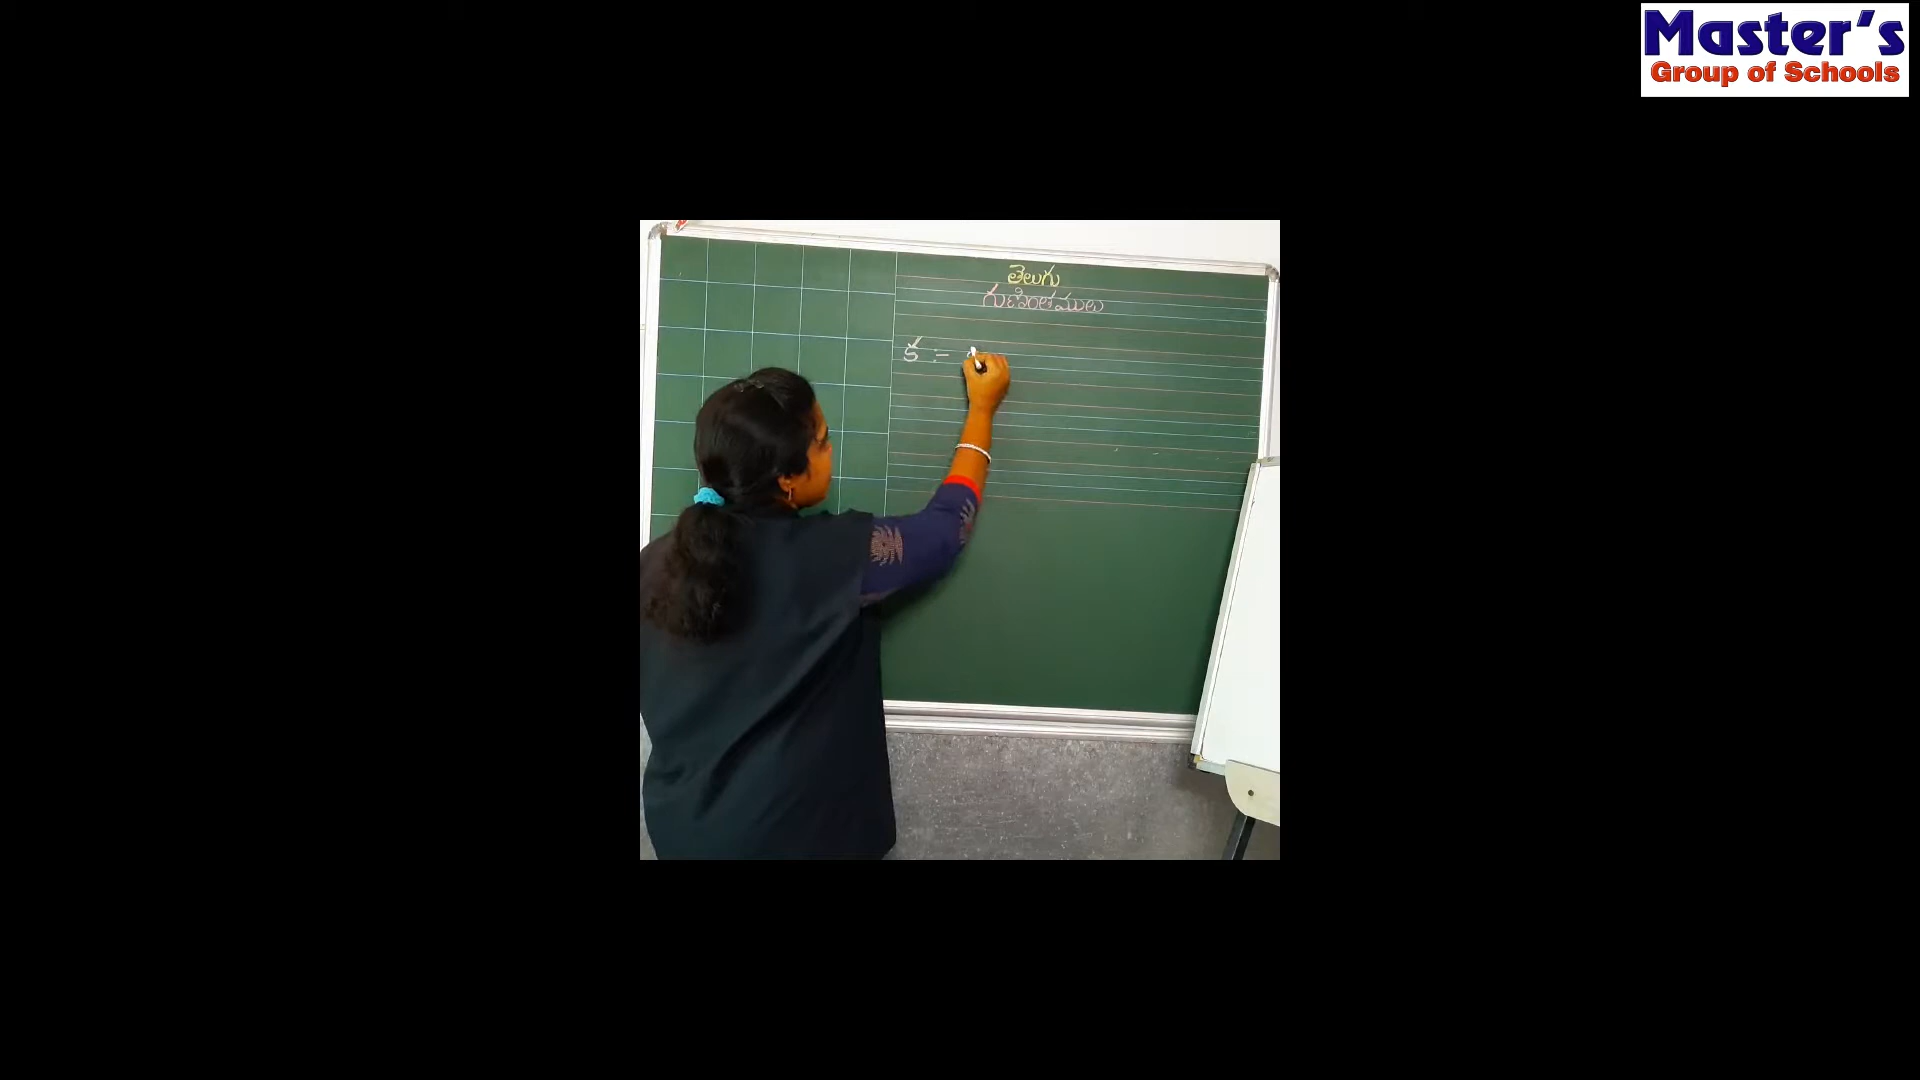 Master's
Group of Schools
తెలుగు
గుణింతములు
క :-